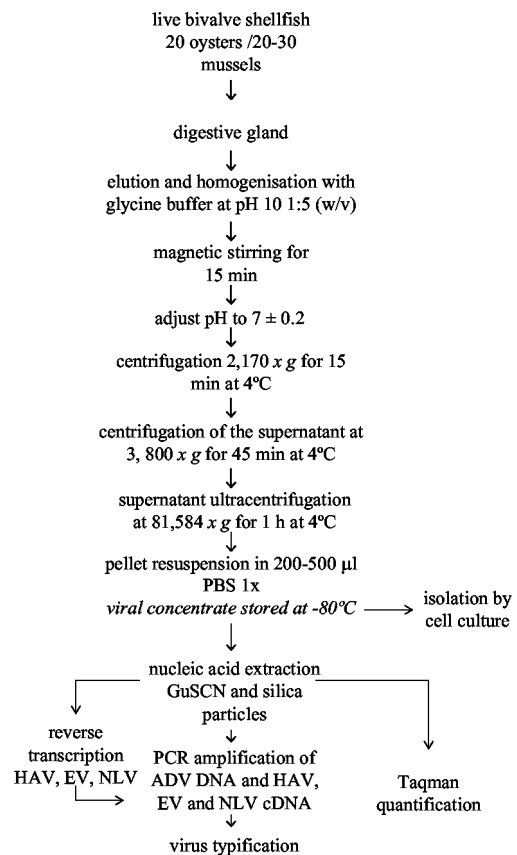 live bivalve shellfish
20 oysters /20-30
mussels
digestive gland
elution and homogenisation with
glycine buffer at pH 10 1:5 (w/v)
magnetic stirring for
15 min
adjust pH to 7 ± 0.2
centrifugation 2,170 x g for 15
min at 4ºC
centrifugation of the supernatant at
3, 800 x g for 45 min at 4ºC
supernatant ultracentrifugation
at 81,584 x g for 1 h at 4ºC
pellet resuspension in 200-500 µl
PBS 1x
viral concentrate stored at -80ºC
isolation by
cell culture
nucleic acid extraction
GuSCN and silica
particles
reverse
transcription
HAV, EV, NLV
PCR amplification of
ADV DNA and HAV,
EV and NLV cDNA
Taqman
quantification
virus typification